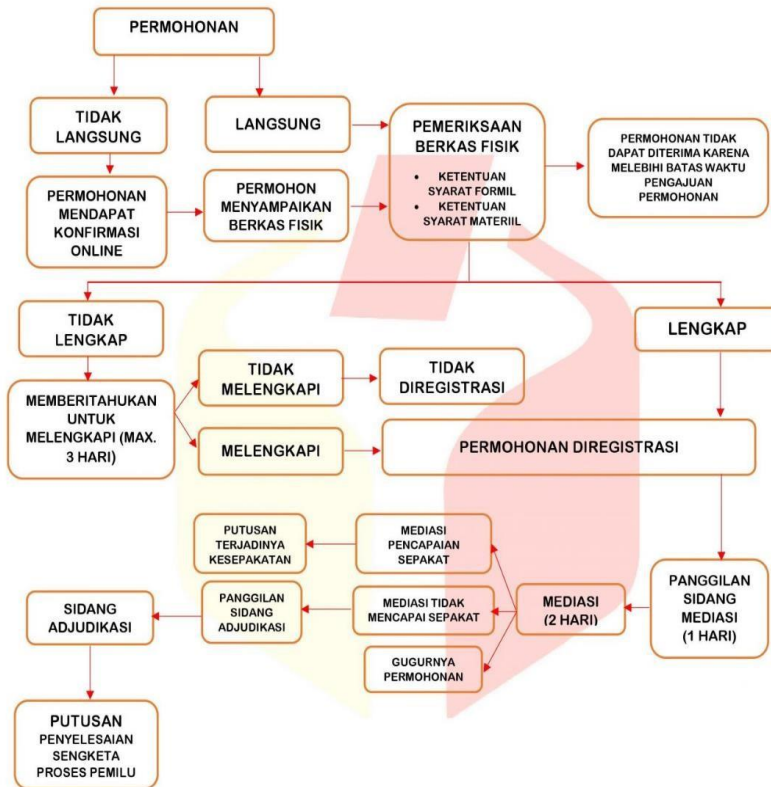 PERMOHONAN
TIDAK
LANGSUNG
LANGSUNG
PEMERIKSAAN
BERKAS FISIK
• KETENTUAN
SYARAT FORMIL
• KETENTUAN
SYARAT MATERIIL
PERMOHONAN TIDAK
DAPAT DITERIMA KARENA
MELEBIHI BATAS WAKTU
PENGAJUAN
PERMOHONAN
PERMOHONAN
MENDAPAT
KONFIRMASI
ONLINE
PERMOHON
MENYAMPAIKAN
BERKAS FISIK
TIDAK
LENGKAP
LENGKAP
MEMBERITAHUKAN
UNTUK
MELENGKAPI (MAX.
3 HARI)
TIDAK
MELENGKAPI
TIDAK
DIREGISTRASI
MELENGKAPI
PERMOHONAN DIREGISTRASI
PUTUSAN
TERJADINYA
KESEPAKATAN
MEDIASI
PENCAPAIAN
SEPAKAT
SIDANG
ADJUDIKASI
PANGGILAN
SIDANG
ADJUDIKASI
MEDIASI TIDAK
MENCAPAI SEPAKAT
MEDIASI
(2 HARI)
PANGGILAN
SIDANG
MEDIASI
(1 HARI)
GUGURNYA
PERMOHONAN
PUTUSAN
PENYELESAIAN
SENGKETA
PROSES PEMILU